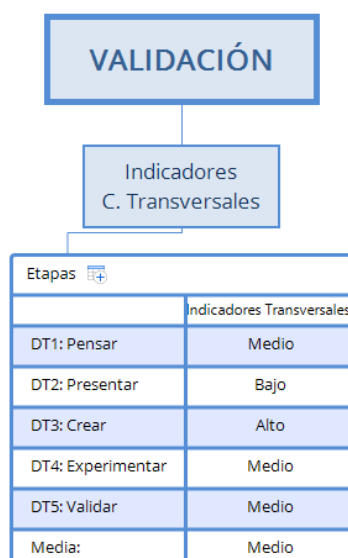 VALIDACIÓN
Indicadores
C. Transversales
Etapas
Indicadores Transversales
DT1: Pensar Medio
DT2: Presentar Bajo
DT3: Crear Alto
DT4: Experimentar Medio
DT5: Validar Medio
Media: Medio